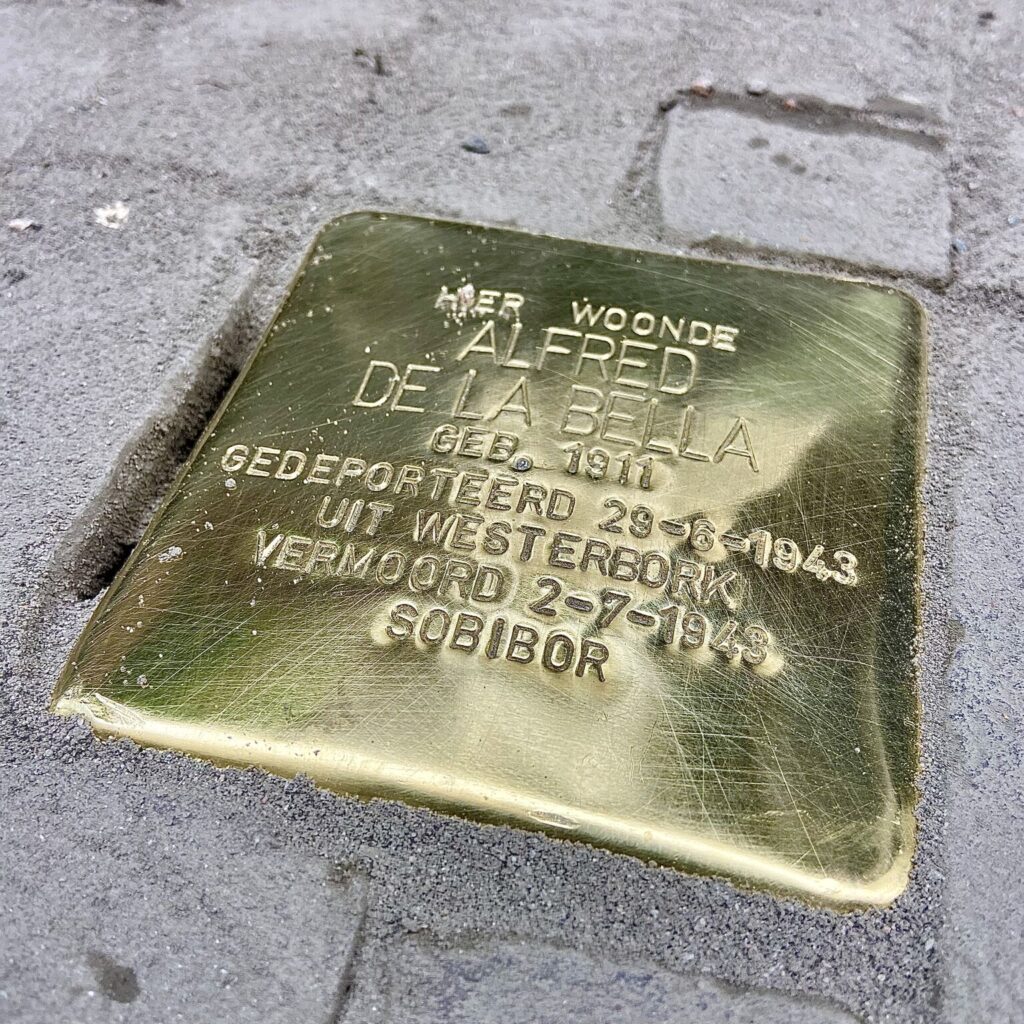 HIER WOONDE
ALFRED
DE LA BELLA
GEB. 1911
GEDEPORTEERD 29-6-1943
UIT WESTERBORK
VERMOORD 2-7-1943
SOBIBOR